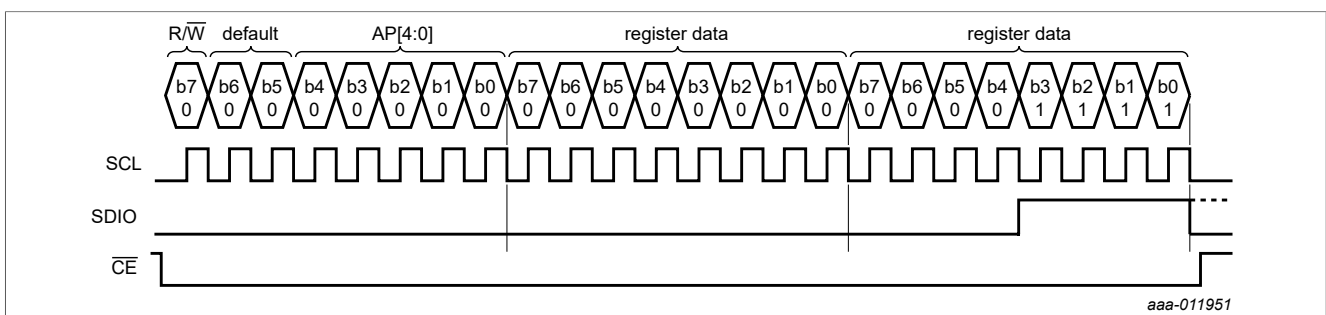 R/W default AP[4:0] register data register data
b7 b6 b5 b4 b3 b2 b1 b0 b7 b6 b5 b4 b3 b2 b1 b0 b7 b6 b5 b4 b3 b2 b1 b0
0 0 0 0 0 0 0 0 0 0 0 0 0 0 0 0 0 0 0 0 1 1 1 1
SCL
SDIO
CE
aaa-011951